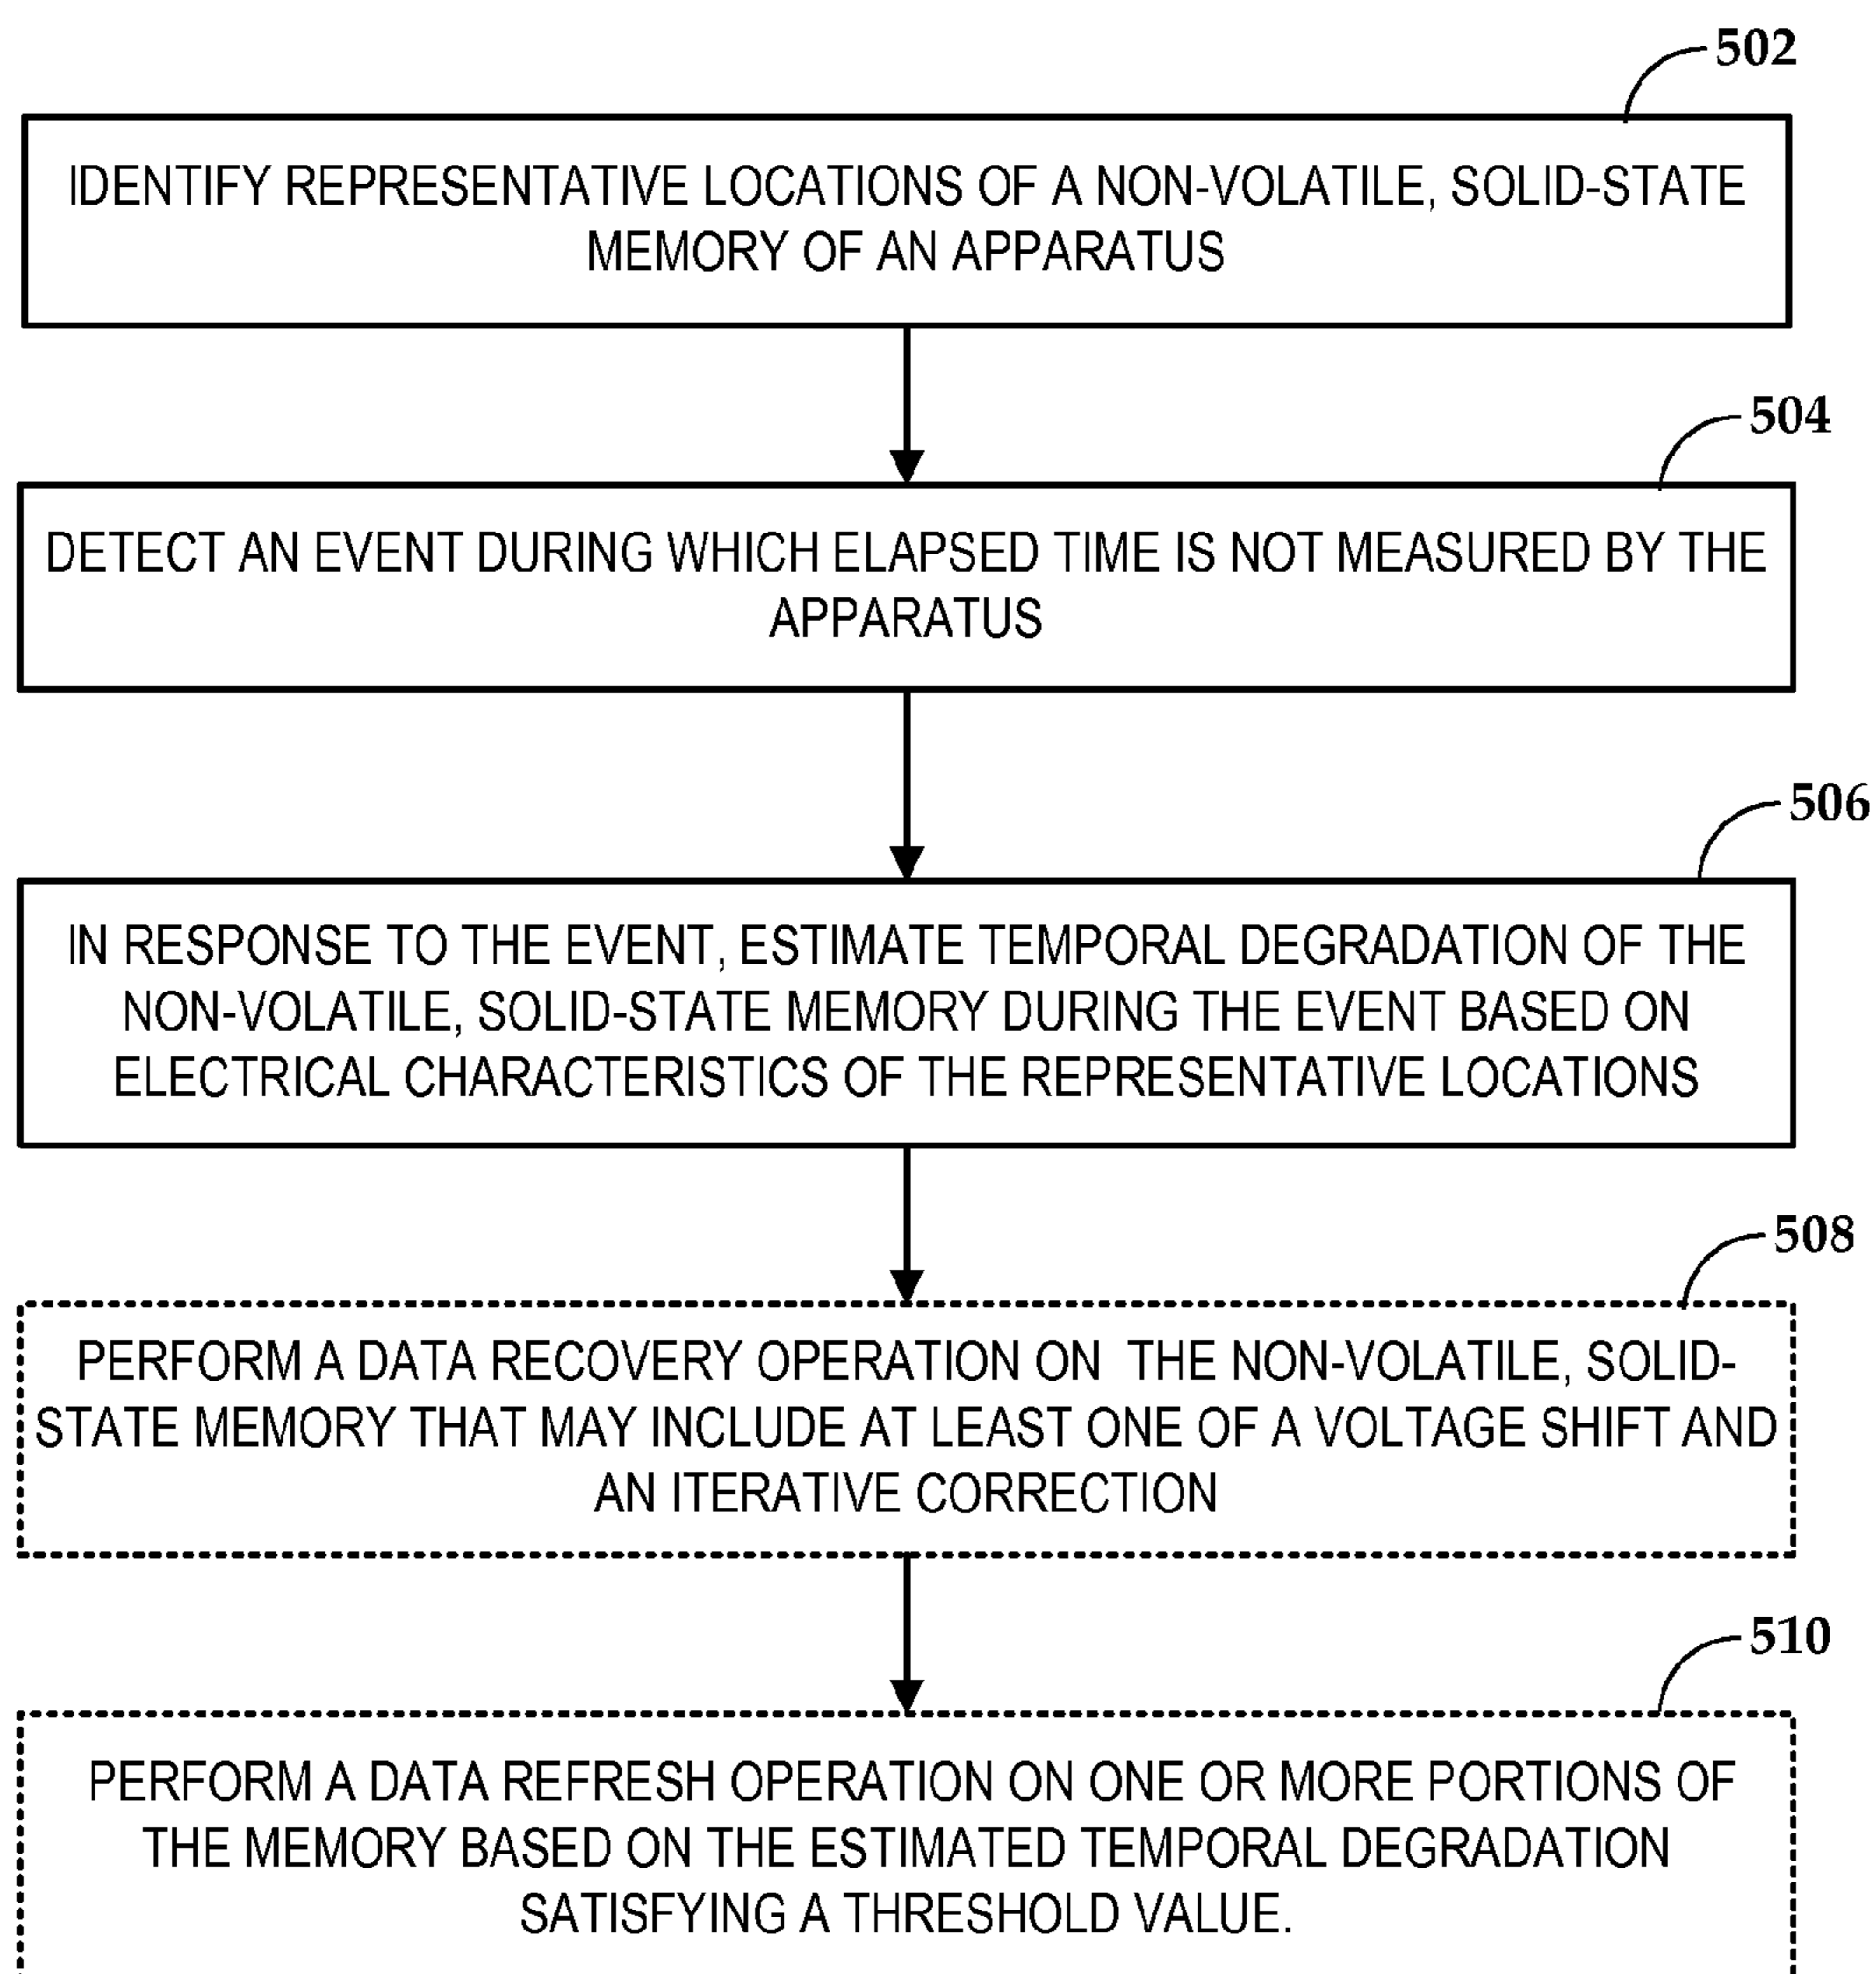 502
IDENTIFY REPRESENTATIVE LOCATIONS OF A NON-VOLATILE, SOLID-STATE
MEMORY OF AN APPARATUS
504
DETECT AN EVENT DURING WHICH ELAPSED TIME IS NOT MEASURED BY THE
APPARATUS
506
IN RESPONSE TO THE EVENT, ESTIMATE TEMPORAL DEGRADATION OF THE
NON-VOLATILE, SOLID-STATE MEMORY DURING THE EVENT BASED ON
ELECTRICAL CHARACTERISTICS OF THE REPRESENTATIVE LOCATIONS
508
PERFORM A DATA RECOVERY OPERATION ON THE NON-VOLATILE, SOLID-
STATE MEMORY THAT MAY INCLUDE AT LEAST ONE OF A VOLTAGE SHIFT AND
AN ITERATIVE CORRECTION
510
PERFORM A DATA REFRESH OPERATION ON ONE OR MORE PORTIONS OF
THE MEMORY BASED ON THE ESTIMATED TEMPORAL DEGRADATION
SATISFYING A THRESHOLD VALUE.